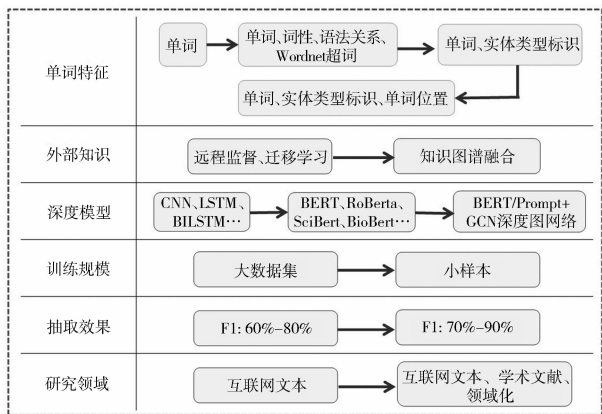 单词特征
单词
单词、词性、语法关系、
Wordnet超词
单词、实体类型标识
单词、实体类型标识、单词位置
外部知识
远程监督、迁移学习
知识图谱融合
深度模型
CNN、LSTM、
BILSTM…
BERT、RoBerta、
SciBert、BioBert…
BERT/Prompt+
GCN深度图网络
训练规模
大数据集
小样本
抽取效果
F1: 60%-80%
F1: 70%-90%
研究领域
互联网文本
互联网文本、学术文献、
领域化